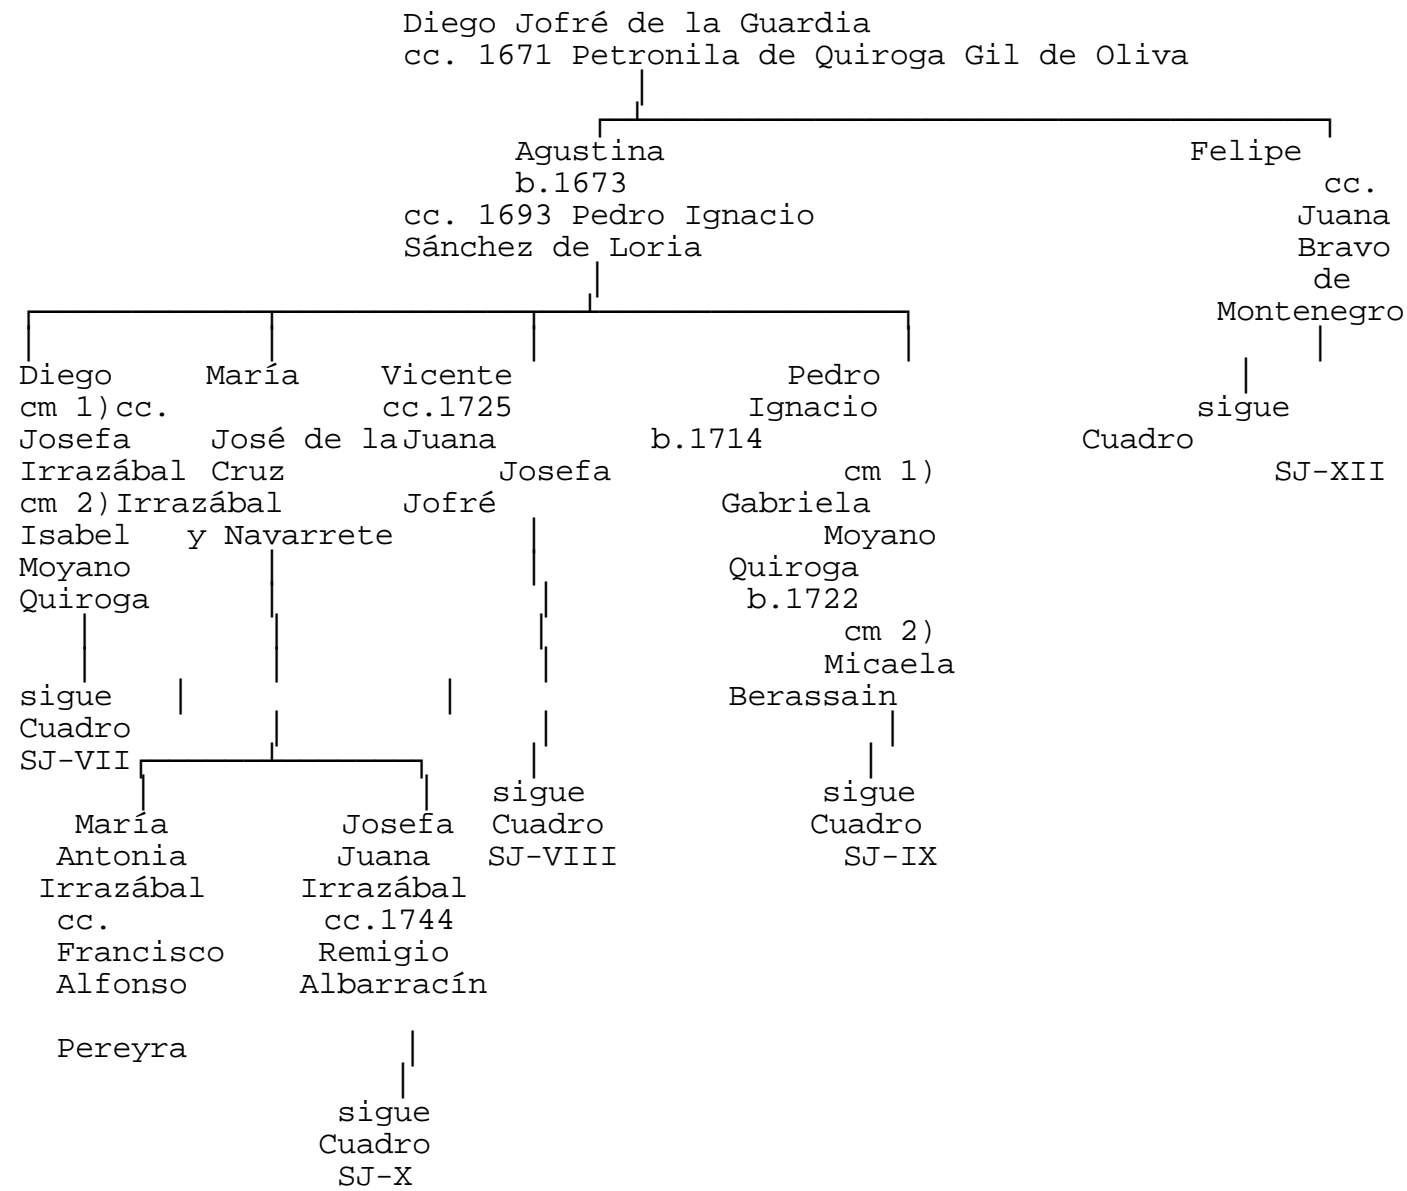 Diego Jofré de la Guardia
cc. 1671 Petronila de Quiroga Gil de Oliva
Agustina Felipe
b.1673 cc.
cc. 1693 Pedro Ignacio Juana
Sánchez de Loria Bravo
de
Montenegro
Diego María Vicente Pedro
cm 1)cc. cc.1725 Ignacio sigue
Josefa José de la Juana b.1714 Cuadro
Irrazábal Cruz Josefa cm 1) SJ-XII
cm 2)Irrazábal Jofré Gabriela
Isabel y Navarrete Moyano
Moyano Quiroga
Quiroga b.1722
cm 2)
Micaela
sigue Berassain
Cuadro
SJ-VII
sigue sigue
María Josefa Cuadro Cuadro
Antonia Juana SJ-VIII SJ-IX
Irrazábal Irrazábal
cc. cc.1744
Francisco Remigio
Alfonso Albarracín
Pereyra
sigue
Cuadro
SJ-X